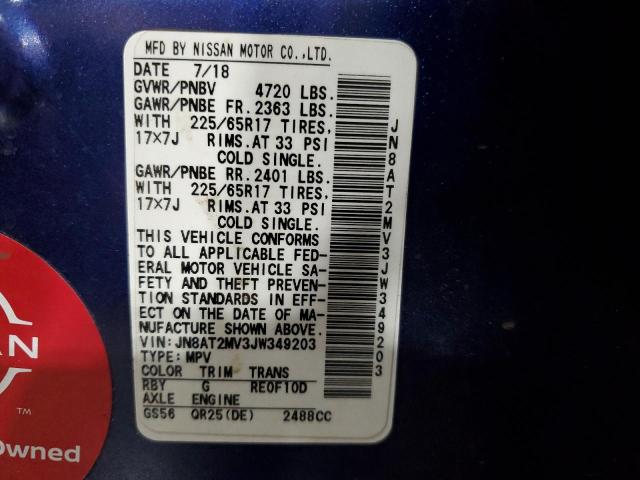 MFD BY NISSAN MOTOR CO.,LTD.
DATE 7/18
GVWR/PNBV 4720 LBS.
GAWR/PNBE FR. 2363 LBS.
WITH 225/65R17 TIRES,
17X7J RIMS.AT 33 PSI
COLD SINGLE.
GAWR/PNBE RR. 2401 LBS.
WITH 225/65R17 TIRES,
17X7J RIMS.AT 33 PSI
COLD SINGLE.
THIS VEHICLE CONFORMS
TO ALL APPLICABLE FED-
ERAL MOTOR VEHICLE SA-
FETY AND THEFT PREVEN-
TION STANDARDS IN EFF-
ECT ON THE DATE OF MA-
NUFACTURE SHOWN ABOVE.
VIN:JN8AT2MV3JW349203
TYPE:MPV
COLOR TRIM TRANS
RBY G RE0F10D
AXLE ENGINE
GS56 QR25(DE) 2488CC
JN8AT2MV3JW349203
AN
TM
Owned